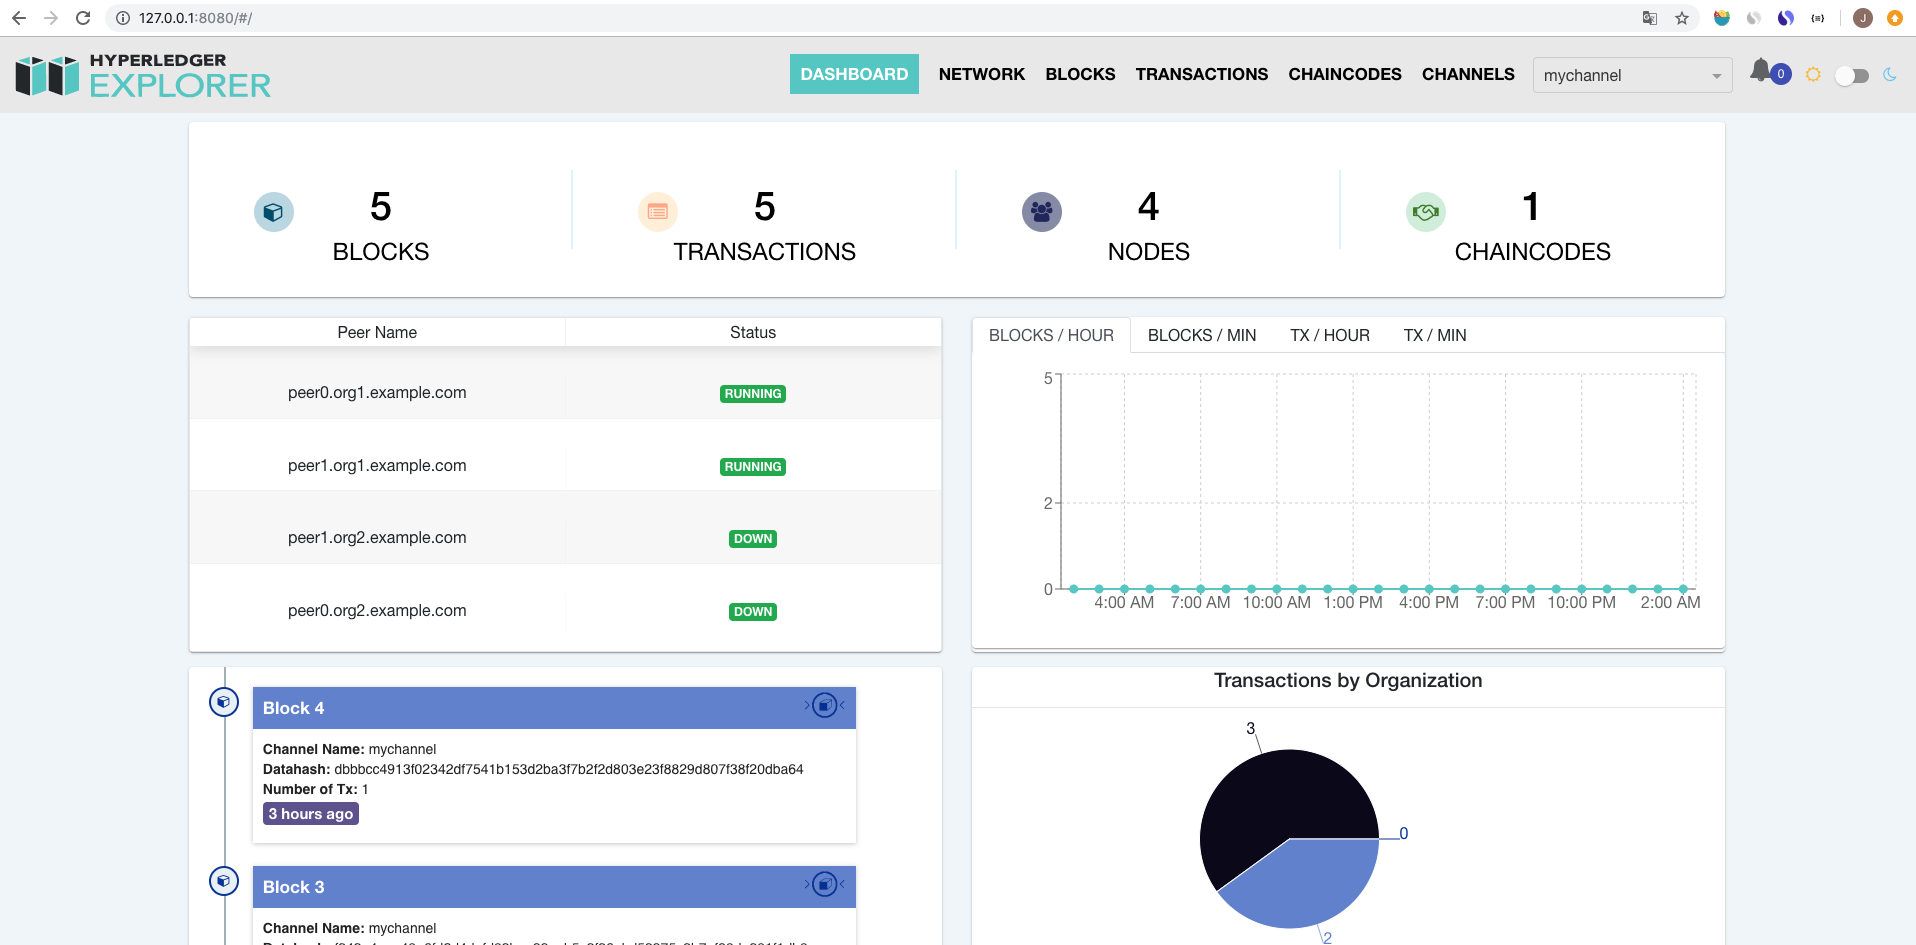 127.0.0.1:8080/#/
J
HYPERLEDGER
EXPLORER
DASHBOARD NETWORK BLOCKS TRANSACTIONS CHAINCODES CHANNELS mychannel 0
5 5 4 1
BLOCKS TRANSACTIONS NODES CHAINCODES
Peer Name Status
peer0.org1.example.com RUNNING
peer1.org1.example.com RUNNING
peer1.org2.example.com DOWN
peer0.org2.example.com DOWN
BLOCKS / HOUR BLOCKS / MIN TX / HOUR TX / MIN
5
2
0
4:00 AM 7:00 AM 10:00 AM 1:00 PM 4:00 PM 7:00 PM 10:00 PM 2:00 AM
Block 4
Channel Name: mychannel
Datahash: dbbbcc4913f02342df7541b153d2ba3f7b2f2d803e23f8829d807f38f20dba64
Number of Tx: 1
3 hours ago
Block 3
Channel Name: mychannel
Transactions by Organization
3
0
2